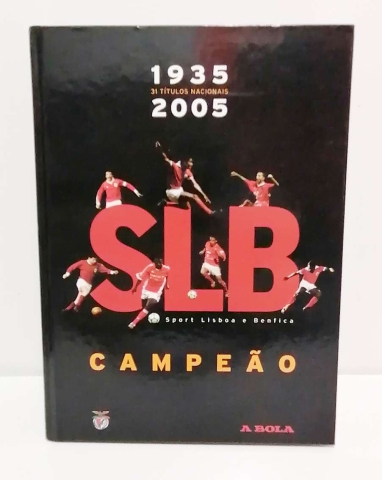 1935
31 TÍTULOS NACIONAIS
2005
SLB
Sport Lisboa e Benfica
CAMPEÃO
A BOLA